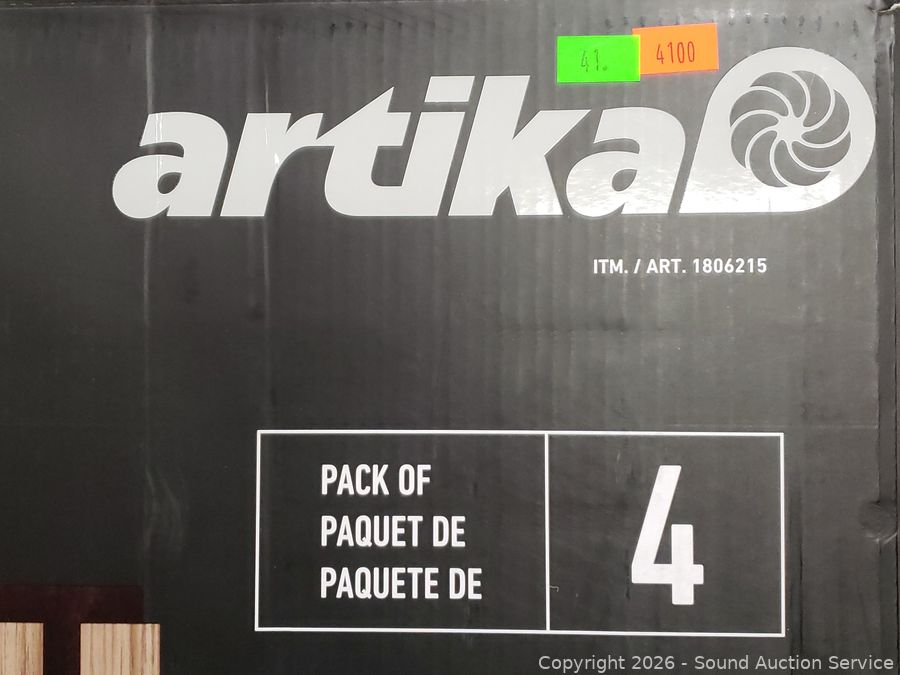 41.
4100
artika
ITM. / ART. 1806215
PACK OF
PAQUET DE
PAQUETE DE
4
Copyright 2026 - Sound Auction Service